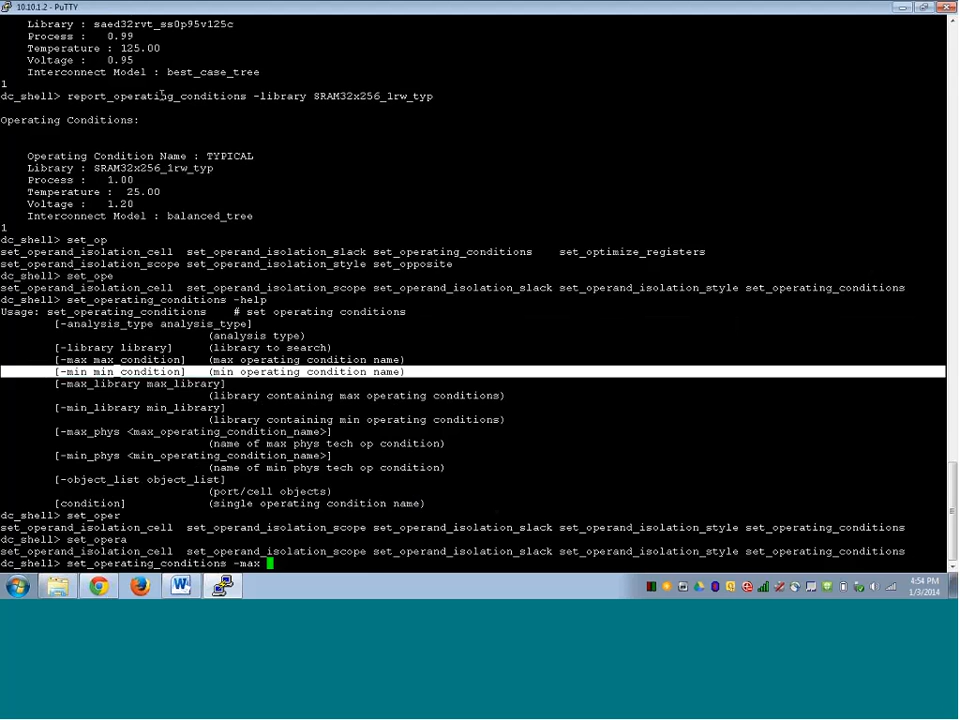 10.10.1.2 - PuTTY
Library : saed32rvt_ss0p95v125c
Process :   0.99
Temperature : 125.00
Voltage :   0.95
Interconnect Model : best_case_tree
1
dc_shell> report_operating_conditions -library SRAM32x256_1rw_typ
Operating Conditions:
Operating Condition Name : TYPICAL
Library : SRAM32x256_1rw_typ
Process :   1.00
Temperature :  25.00
Voltage :   1.20
Interconnect Model : balanced_tree
1
dc_shell> set_op
set_operand_isolation_cell  set_operand_isolation_slack set_operating_conditions    set_optimize_registers
set_operand_isolation_scope set_operand_isolation_style set_opposite
dc_shell> set_ope
set_operand_isolation_cell  set_operand_isolation_scope set_operand_isolation_slack set_operand_isolation_style set_operating_conditions
dc_shell> set_operating_conditions -help
Usage: set_operating_conditions    # set operating conditions
[-analysis_type analysis_type]
(analysis type)
[-library library]     (library to search)
[-max max_condition]   (max operating condition name)
[-min min_condition]   (min operating condition name)
[-max_library max_library]
(library containing max operating conditions)
[-min_library min_library]
(library containing min operating conditions)
[-max_phys <max_operating_condition_name>]
(name of max phys tech op condition)
[-min_phys <min_operating_condition_name>]
(name of min phys tech op condition)
[-object_list object_list]
(port/cell objects)
[condition]            (single operating condition name)
dc_shell> set_oper
set_operand_isolation_cell  set_operand_isolation_scope set_operand_isolation_slack set_operand_isolation_style set_operating_conditions
dc_shell> set_opera
set_operand_isolation_cell  set_operand_isolation_scope set_operand_isolation_slack set_operand_isolation_style set_operating_conditions
dc_shell> set_operating_conditions -max
4:54 PM
1/3/2014